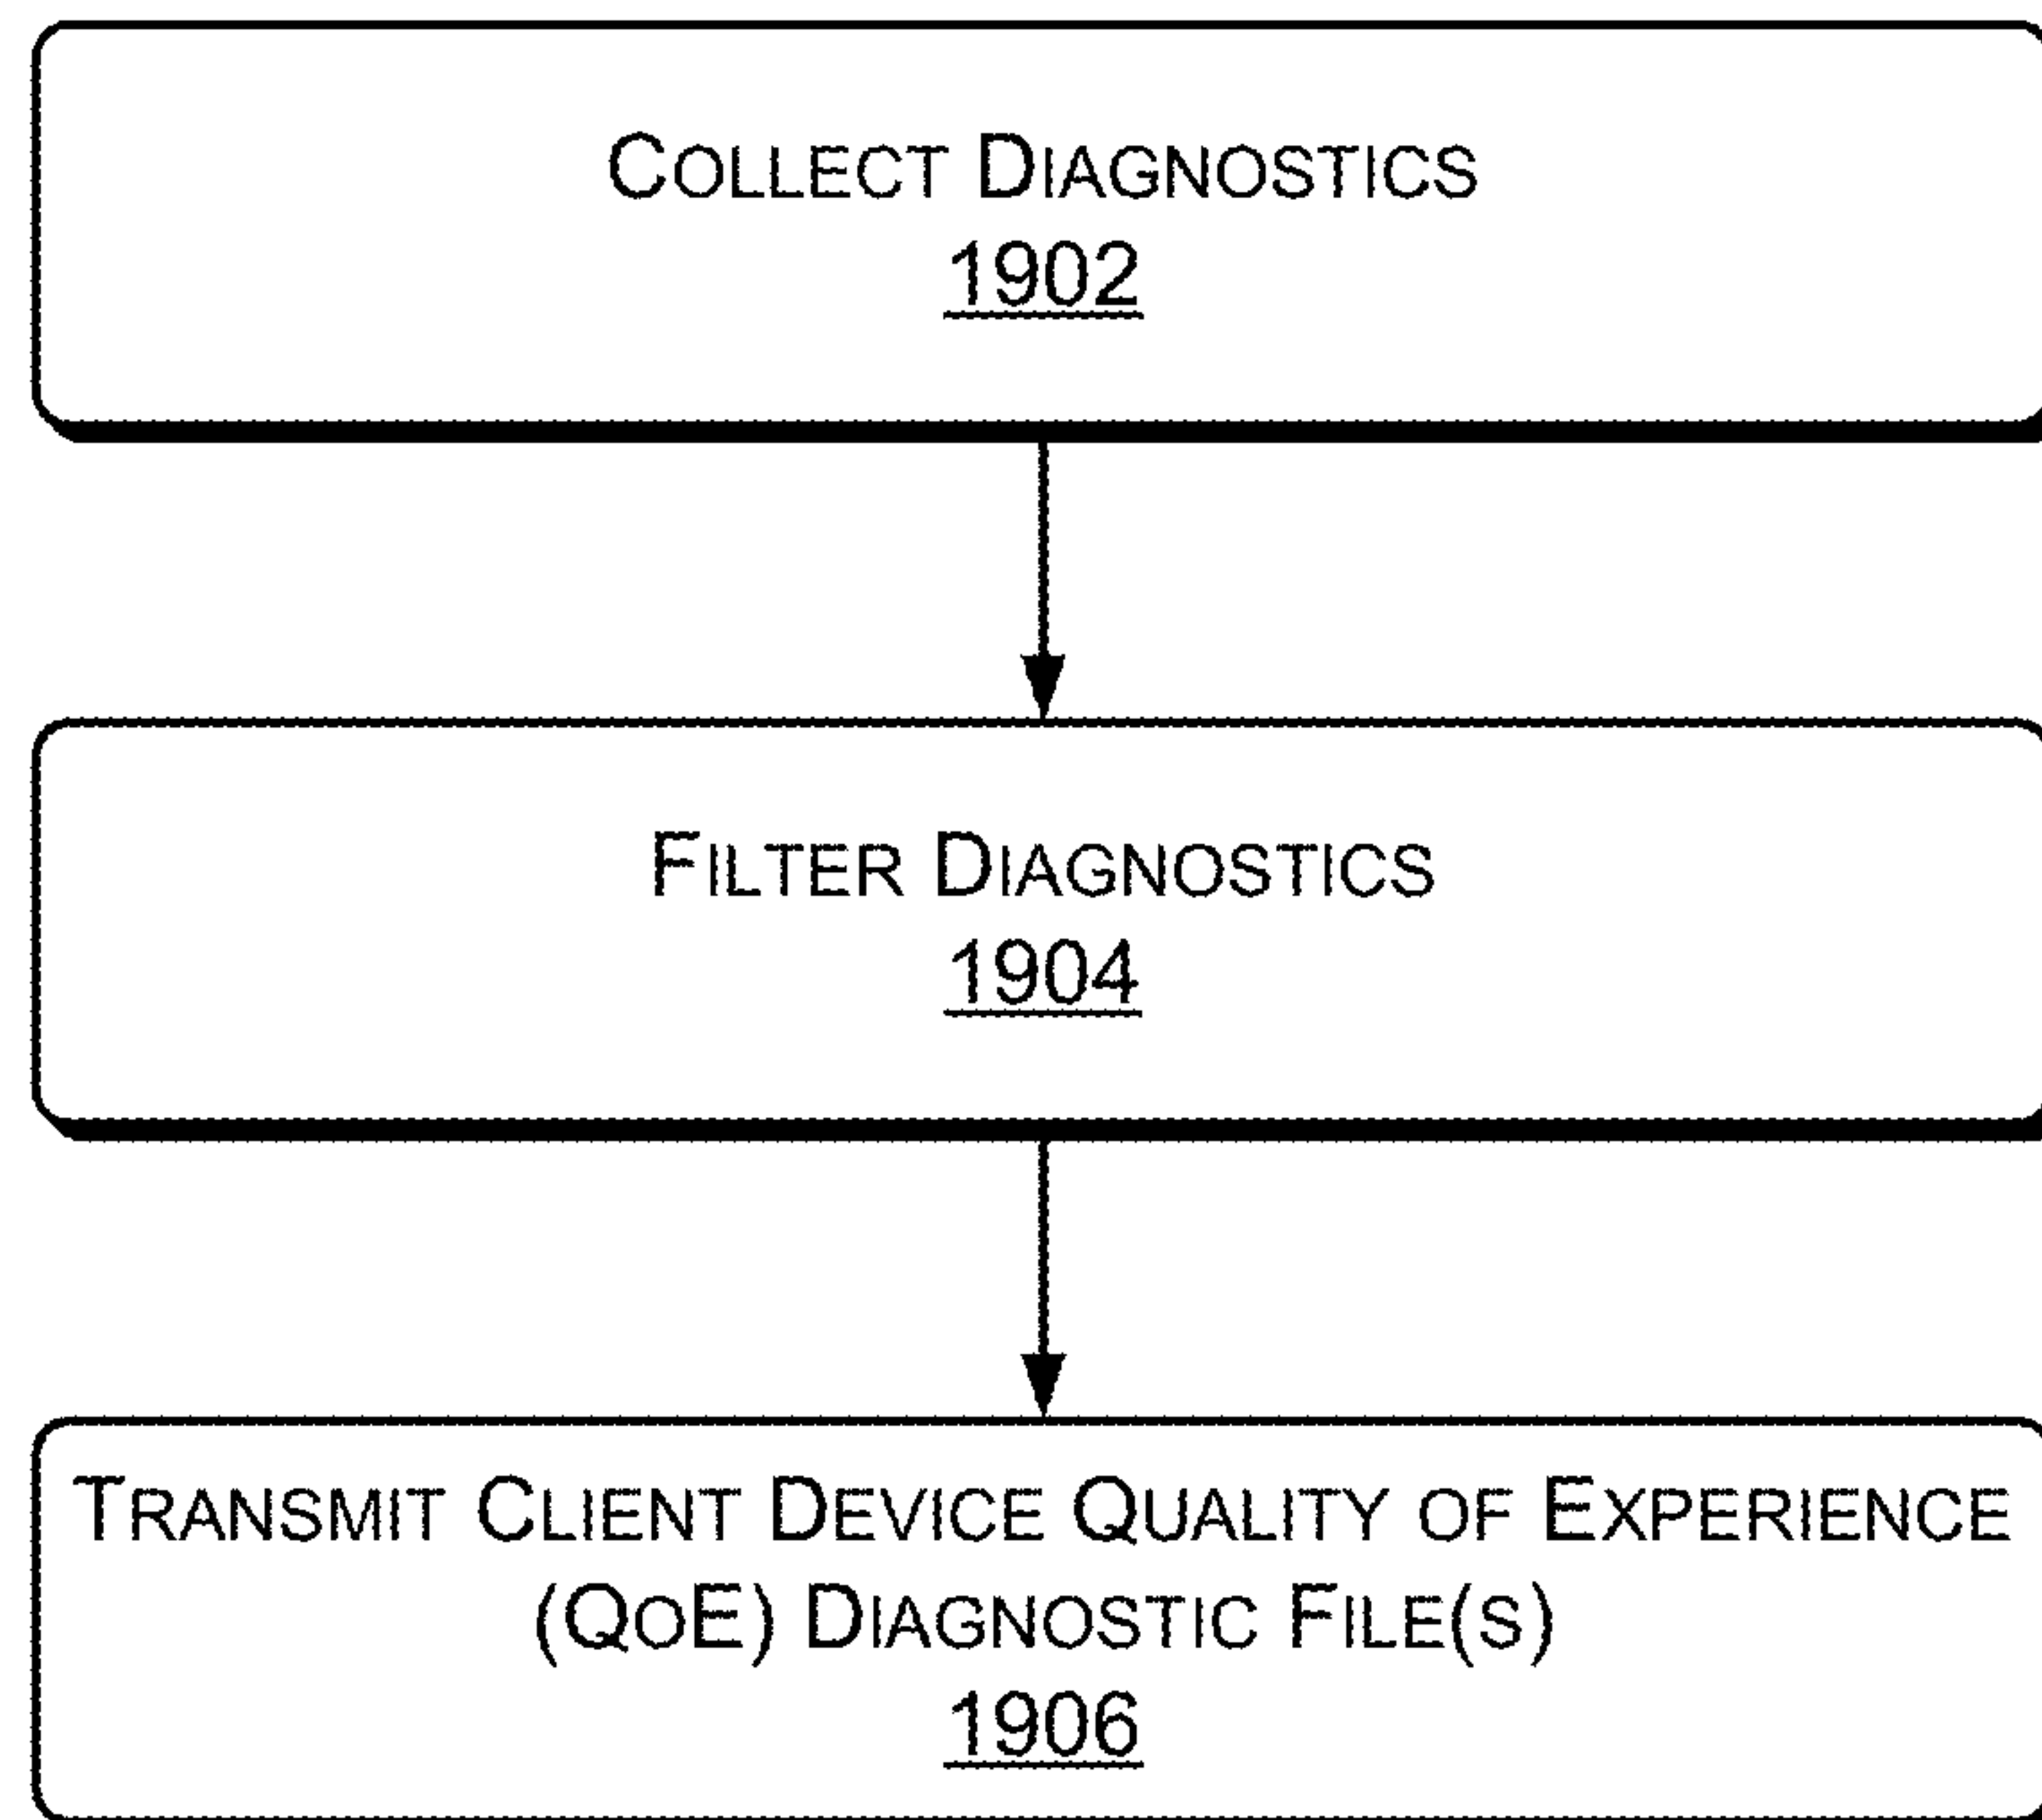 COLLECT DIAGNOSTICS
1902
FILTER DIAGNOSTICS
1904
TRANSMIT CLIENT DEVICE QUALITY OF EXPERIENCE
(QOE) DIAGNOSTIC FILE(S)
1906